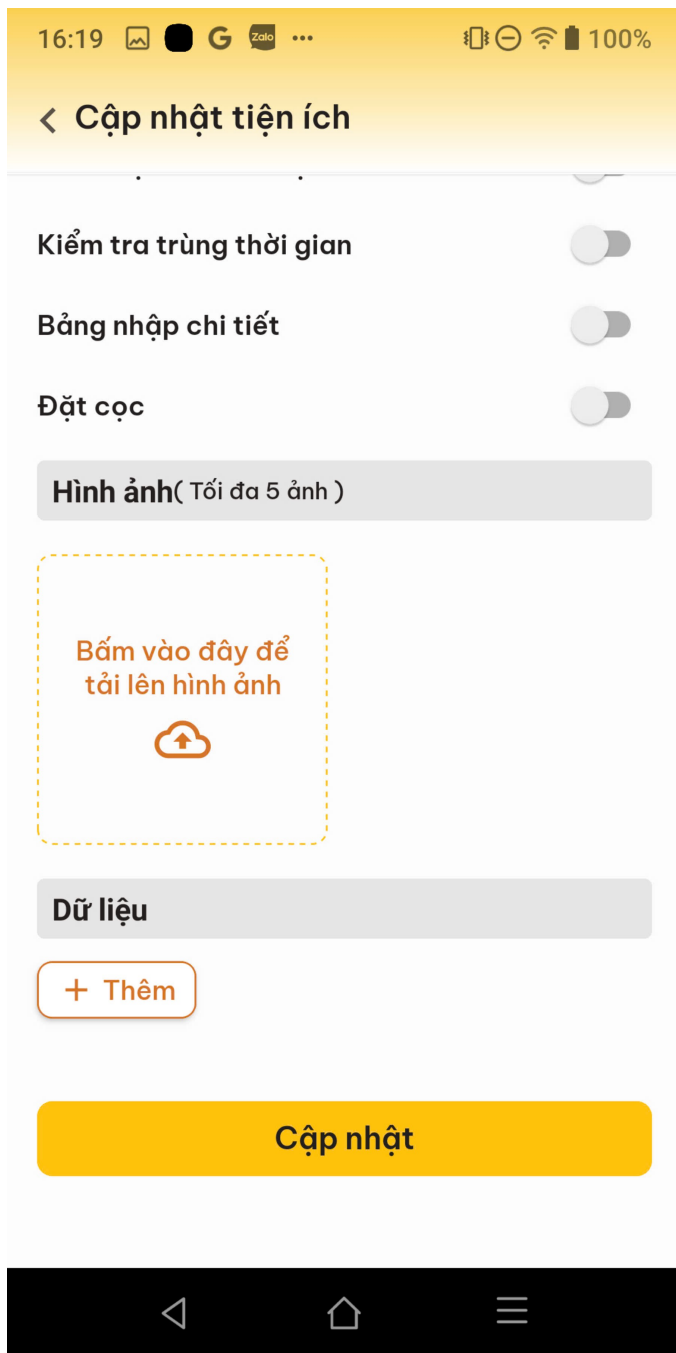 16:19 G Zalo ... 100%
Cập nhật tiện ích
Kiểm tra trùng thời gian
Bảng nhập chi tiết
Đặt cọc
Hình ảnh( Tối đa 5 ảnh )
Bấm vào đây để
tải lên hình ảnh
Dữ liệu
+ Thêm
Cập nhật